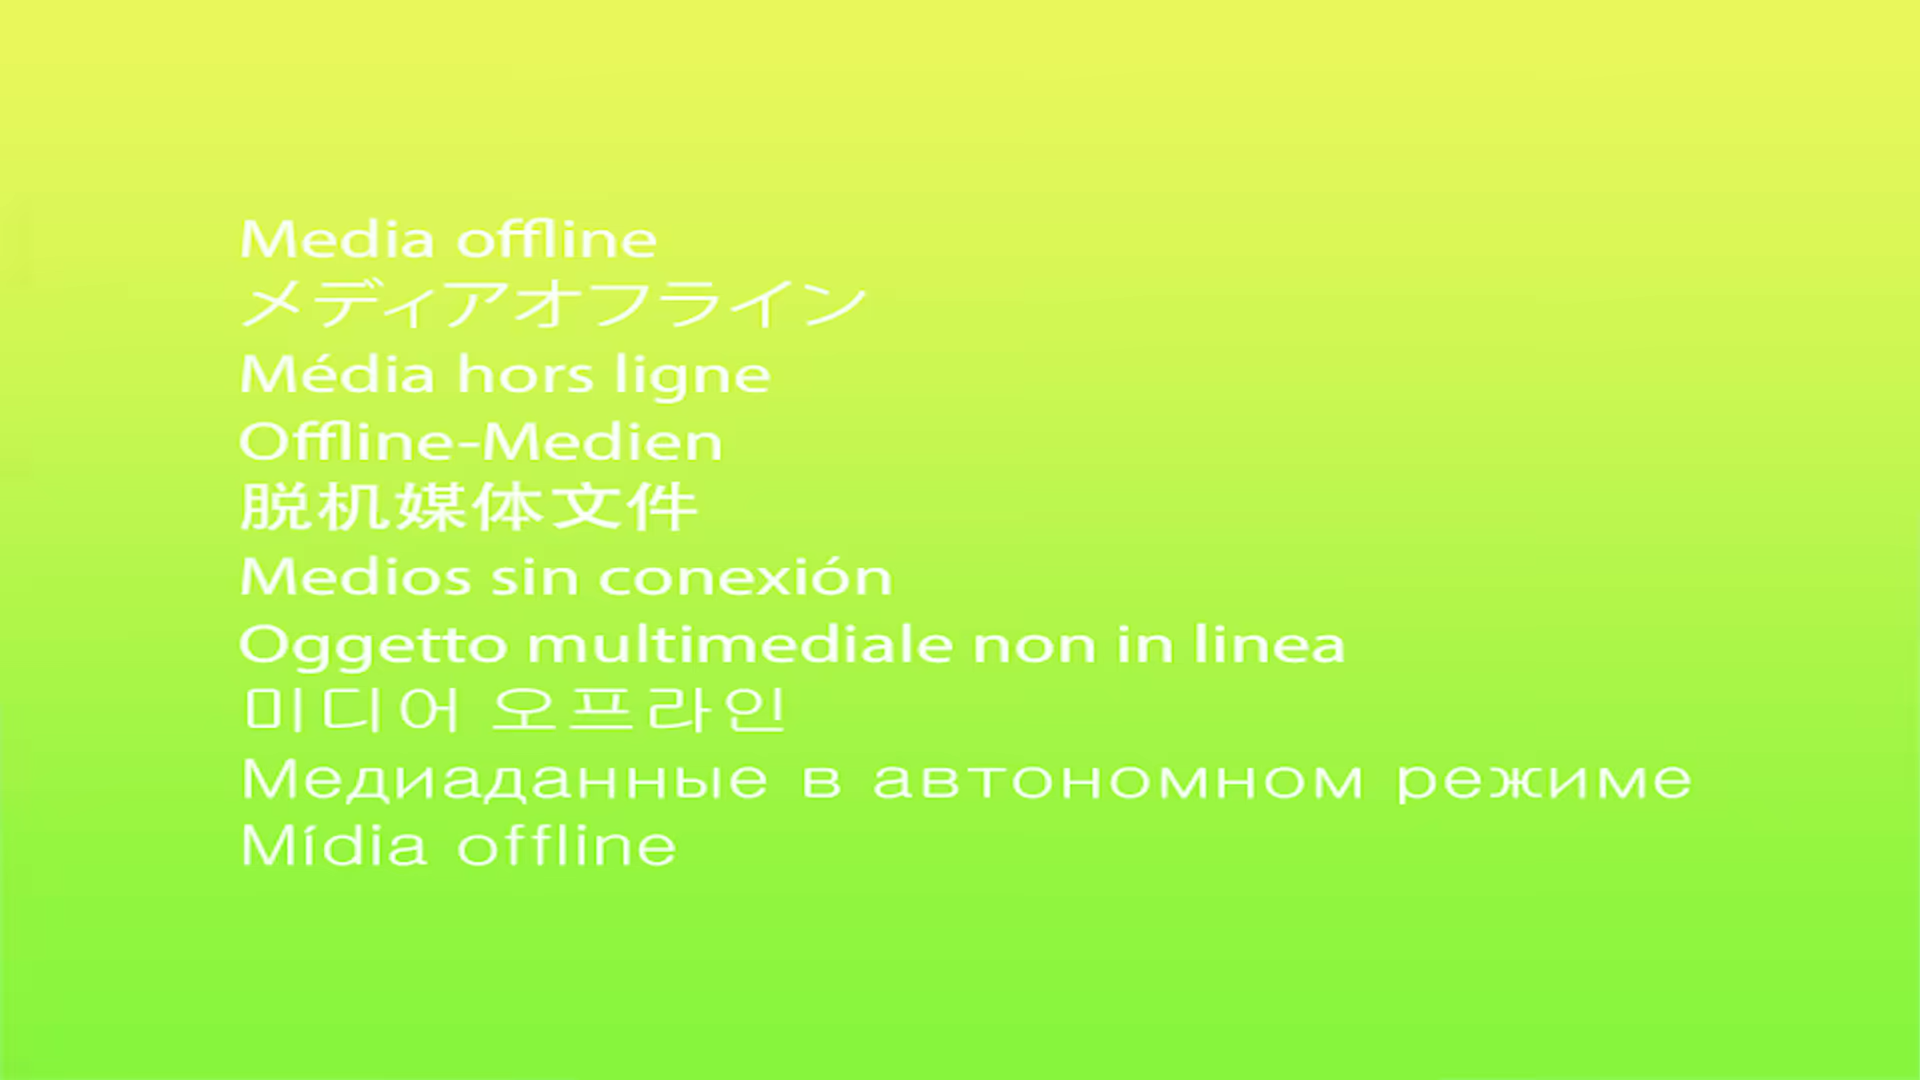 Media offline
メディアオフライン
Média hors ligne
Offline-Medien
脱机媒体文件
Medios sin conexión
Oggetto multimediale non in linea
미디어 오프라인
Медиаданные в автономном режиме
Mídia offline